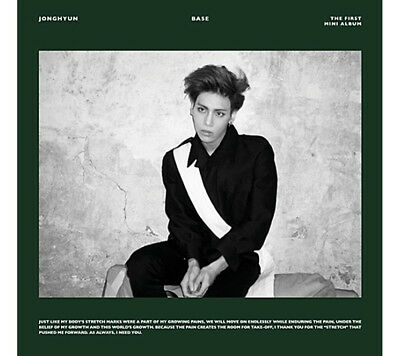 JONGHYUN
BASE
THE FIRST
MINI ALBUM
JUST LIKE MY BODY'S STRETCH MARKS WERE A PART OF MY GROWING PAINS, WE WILL MOVE ON ENDLESSLY WHILE ENDURING THE PAIN, UNDER THE
BELIEF OF MY GROWTH AND THIS WORLD'S GROWTH. BECAUSE THE PAIN CREATES THE ROOM FOR TAKE-OFF, I THANK YOU FOR THE "STRETCH" THAT
PUSHED ME FORWARD. AS ALWAYS, I NEED YOU.